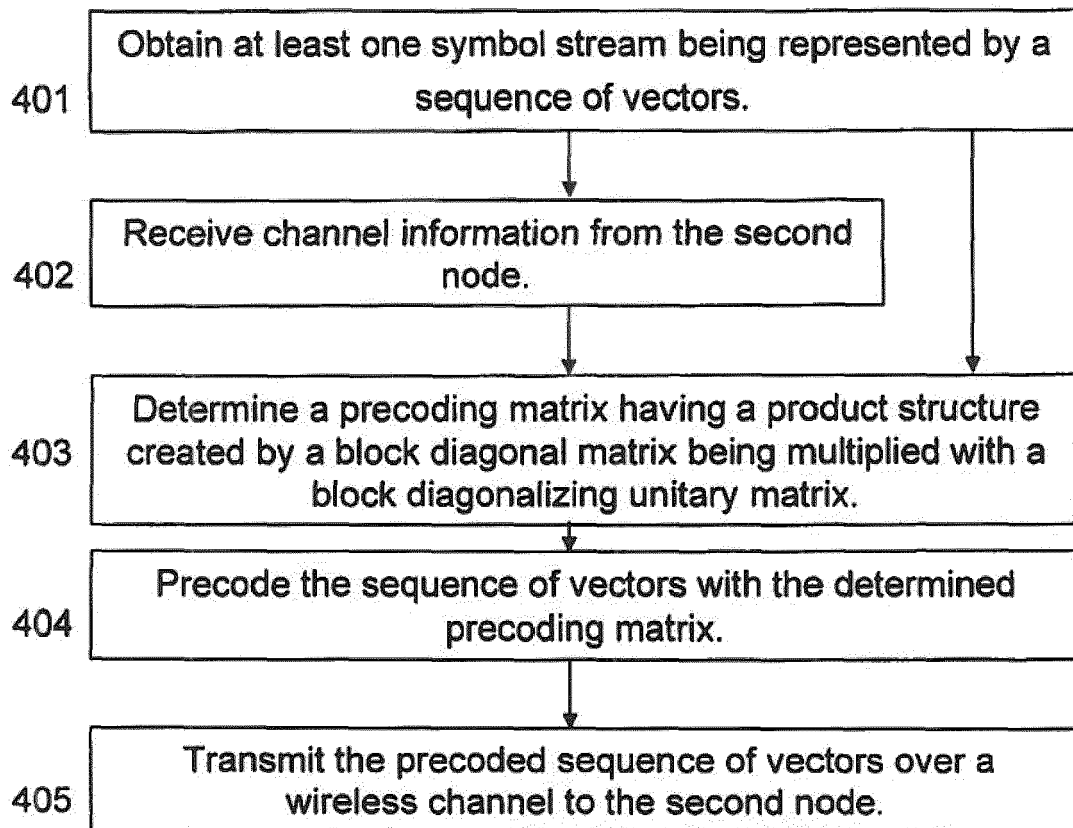 Obtain at least one symbol stream being represented by a
401 sequence of vectors.
Receive channel information from the second
402 node.
Determine a precoding matrix having a product structure
403 created by a block diagonal matrix being multiplied with a
block diagonalizing unitary matrix.
Precode the sequence of vectors with the determined
404 precoding matrix.
Transmit the precoded sequence of vectors over a
405 wireless channel to the second node.